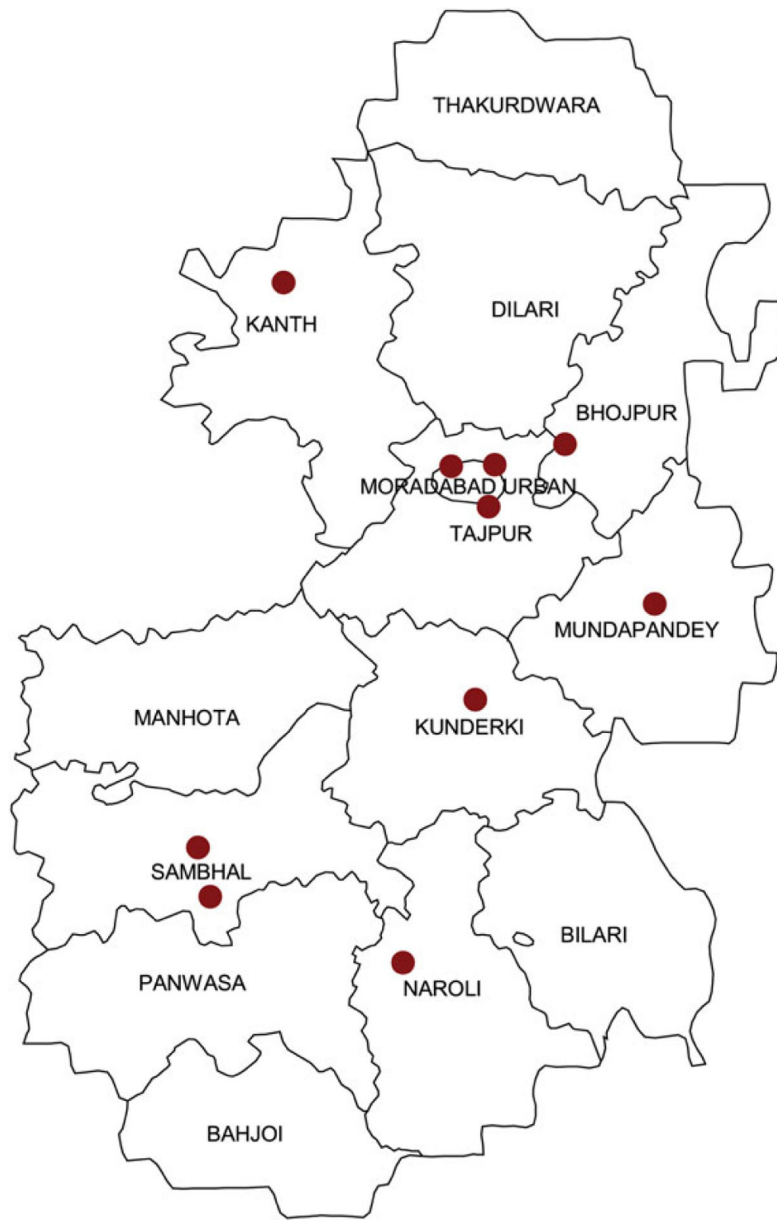 THAKURDWARA
DILARI
KANTH
BHOJPUR
MORADABAD URBAN
TAJPUR
MUNDAPANDEY
MANHOTA
KUNDERKI
SAMBHAL
BILARI
PANWASA
NAROLI
BAHJOI